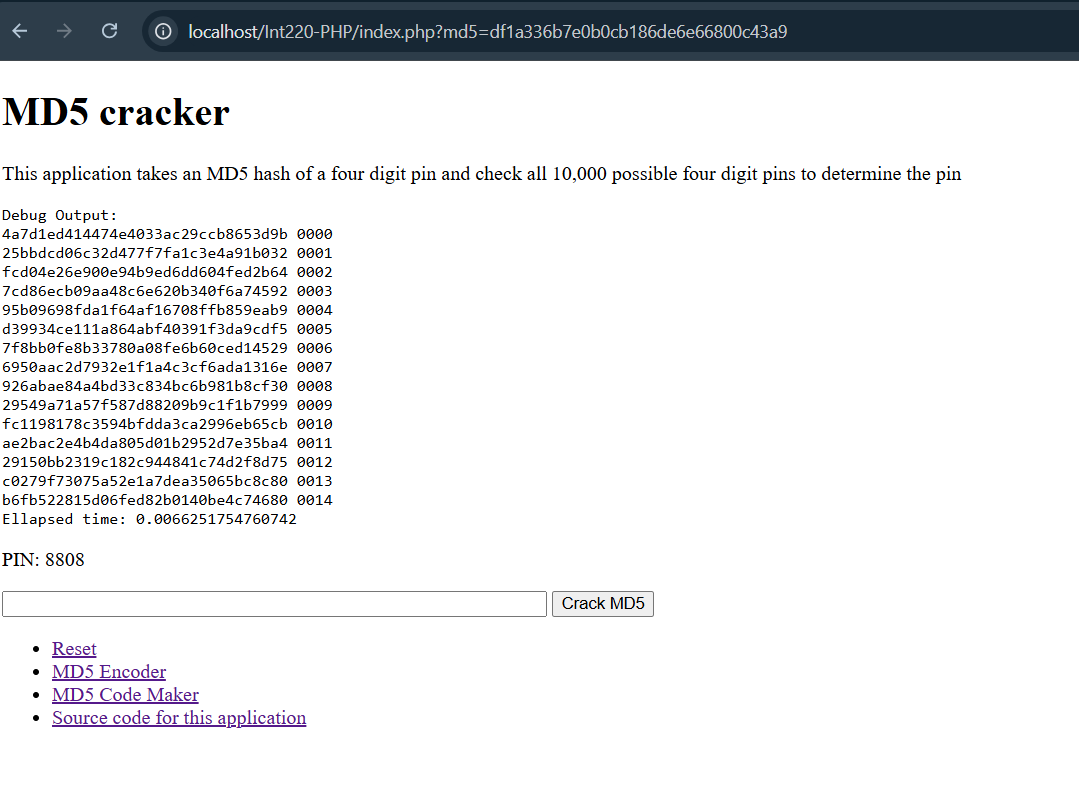 localhost/Int220-PHP/index.php?md5=df1a336b7e0b0cb186de6e66800c43a9
MD5 cracker
This application takes an MD5 hash of a four digit pin and check all 10,000 possible four digit pins to determine the pin
Debug Output:
4a7d1ed414474e4033ac29ccb8653d9b 0000
25bbdcd06c32d477f7fa1c3e4a91b032 0001
fcd04e26e900e94b9ed6dd604fed2b64 0002
7cd86ecb09aa48c6e620b340f6a74592 0003
95b09698fda1f64af16708ffb859eab9 0004
d39934ce111a864abf40391f3da9cdf5 0005
7f8bb0fe8b33780a08fe6b60ced14529 0006
6950aac2d7932e1f1a4c3cf6ada1316e 0007
926abae84a4bd33c834bc6b981b8cf30 0008
29549a71a57f587d88209b9c1f1b7999 0009
fc1198178c3594bfdda3ca2996eb65cb 0010
ae2bac2e4b4da805d01b2952d7e35ba4 0011
29150bb2319c182c944841c74d2f8d75 0012
c0279f73075a52e1a7dea35065bc8c80 0013
b6fb522815d06fed82b0140be4c74680 0014
Ellapsed time: 0.0066251754760742
PIN: 8808
Crack MD5
Reset
MD5 Encoder
MD5 Code Maker
Source code for this application